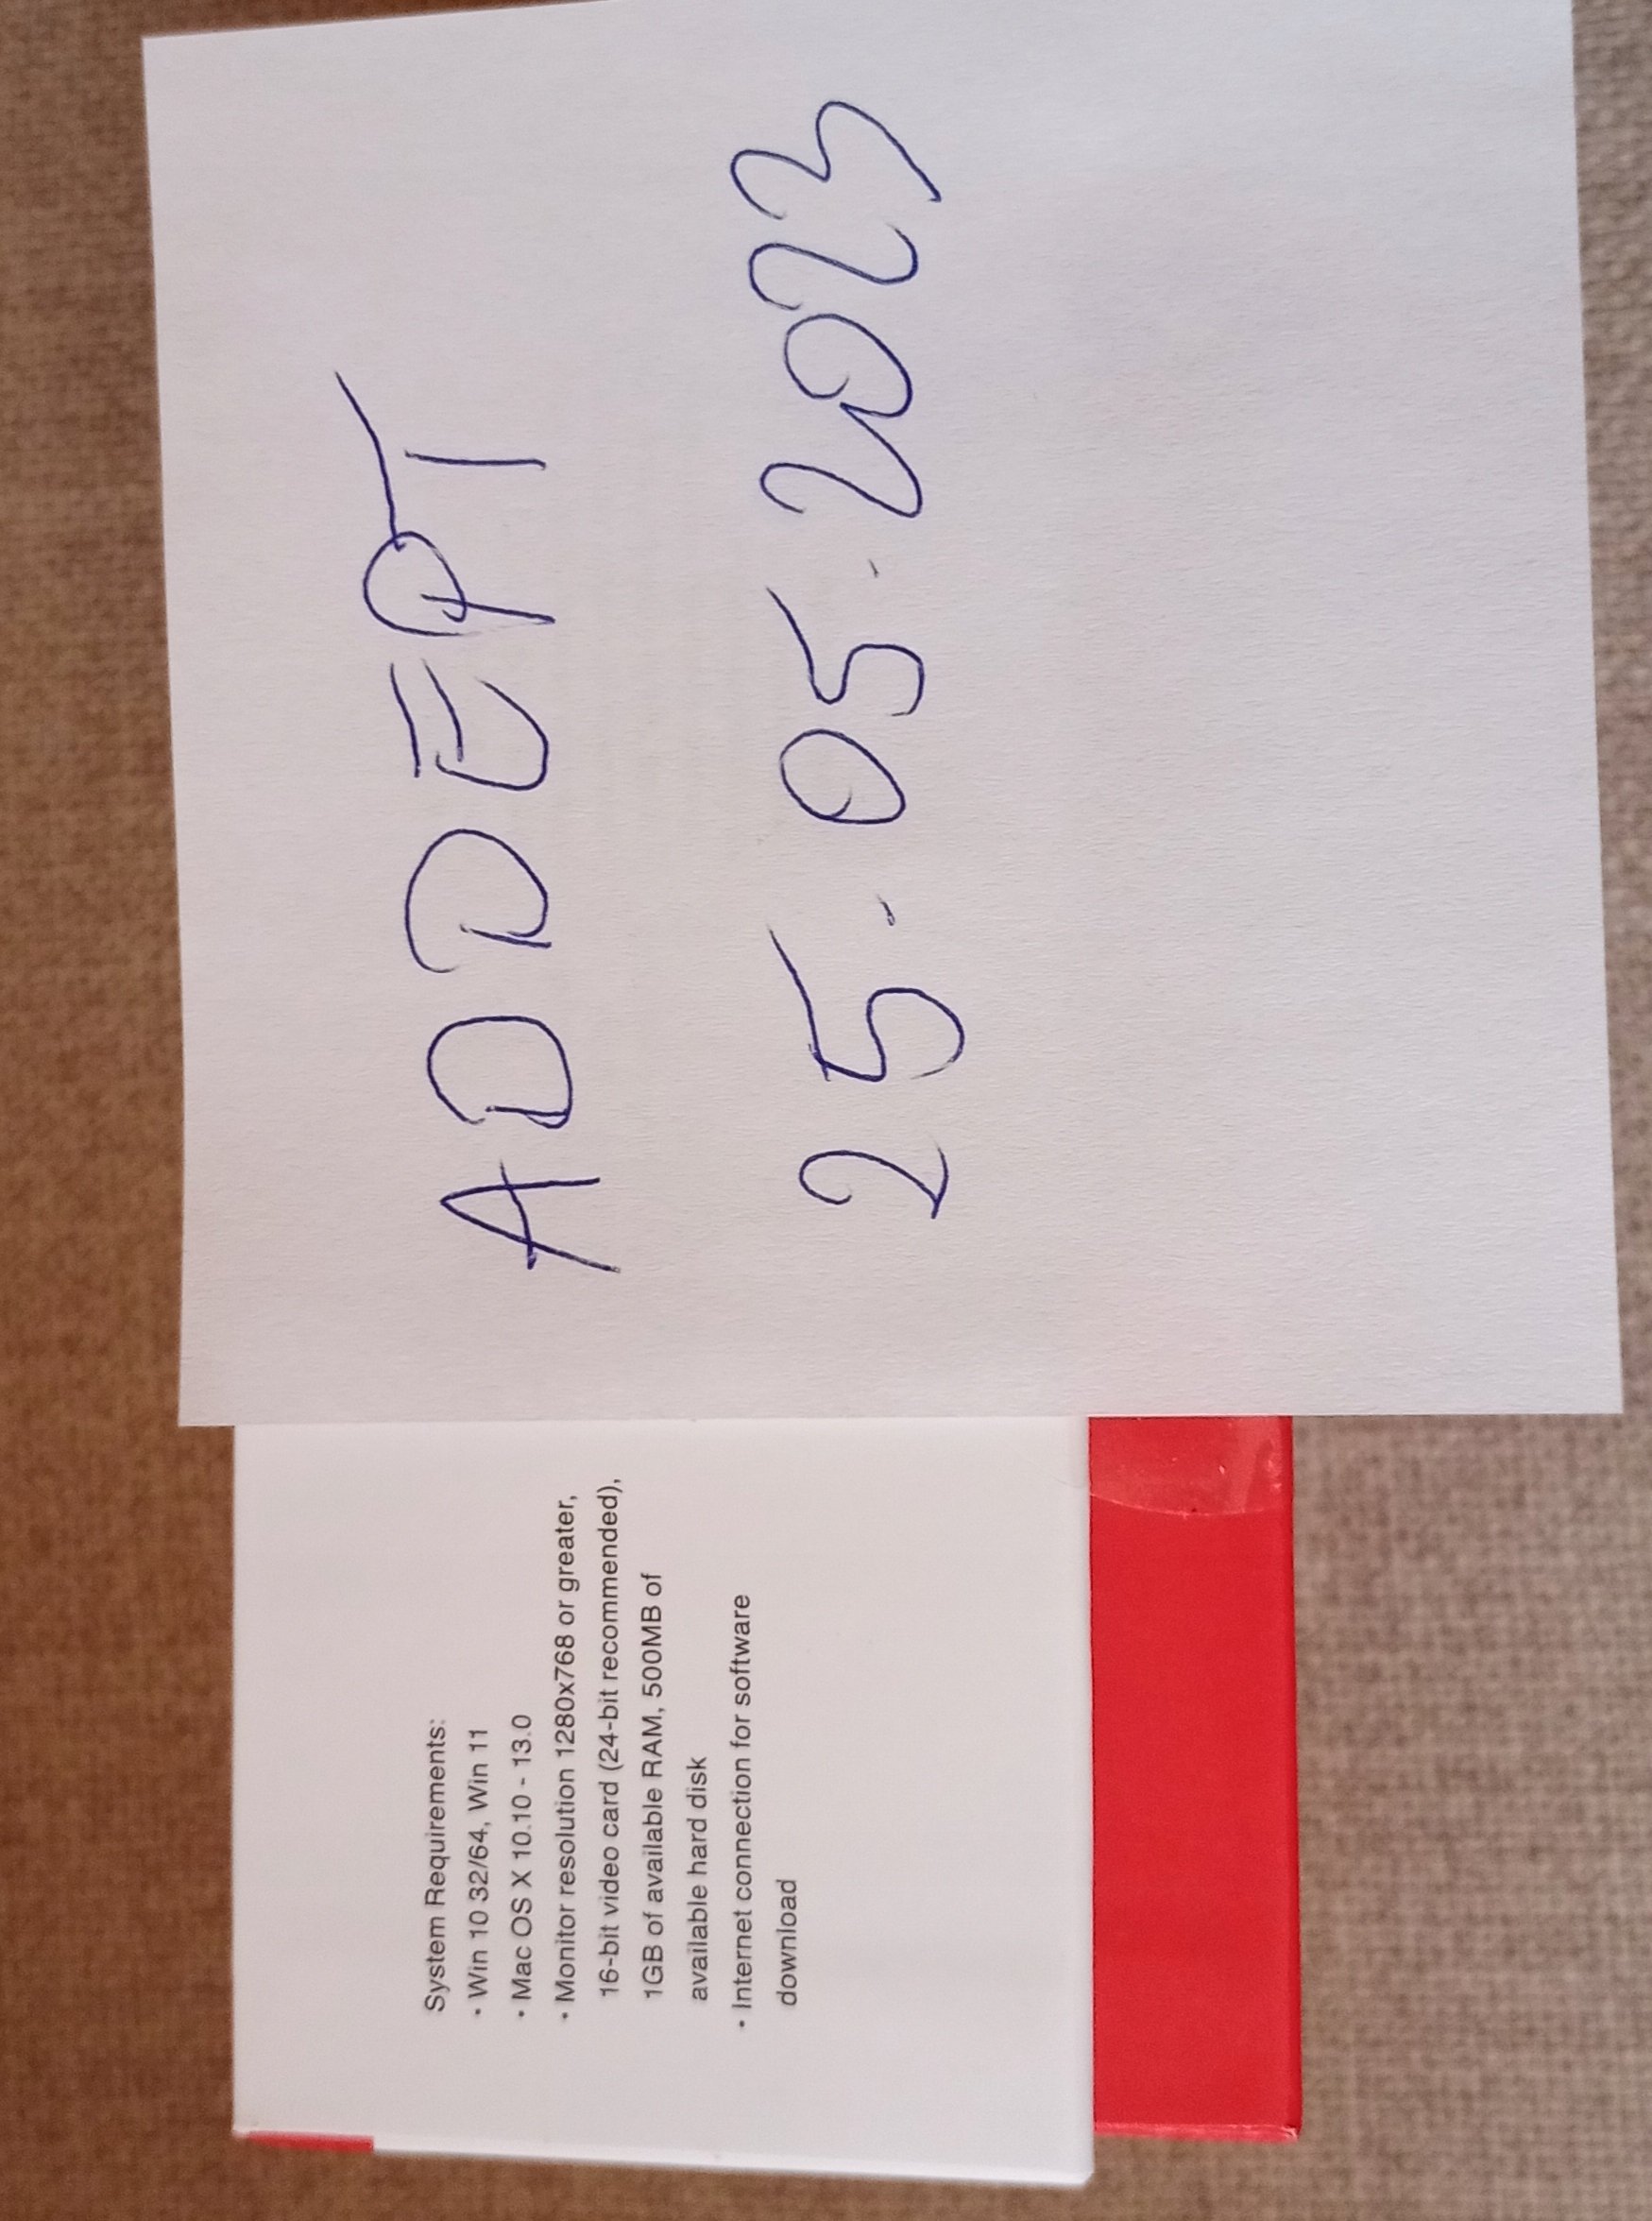 ADDEPT
25.05.2023
System Requirements:
• Win 10 32/64, Win 11
• Mac OS X 10.10 - 13.0
• Monitor resolution 1280x768 or greater,
16-bit video card (24-bit recommended),
1GB of available RAM, 500MB of
available hard disk
• Internet connection for software
download